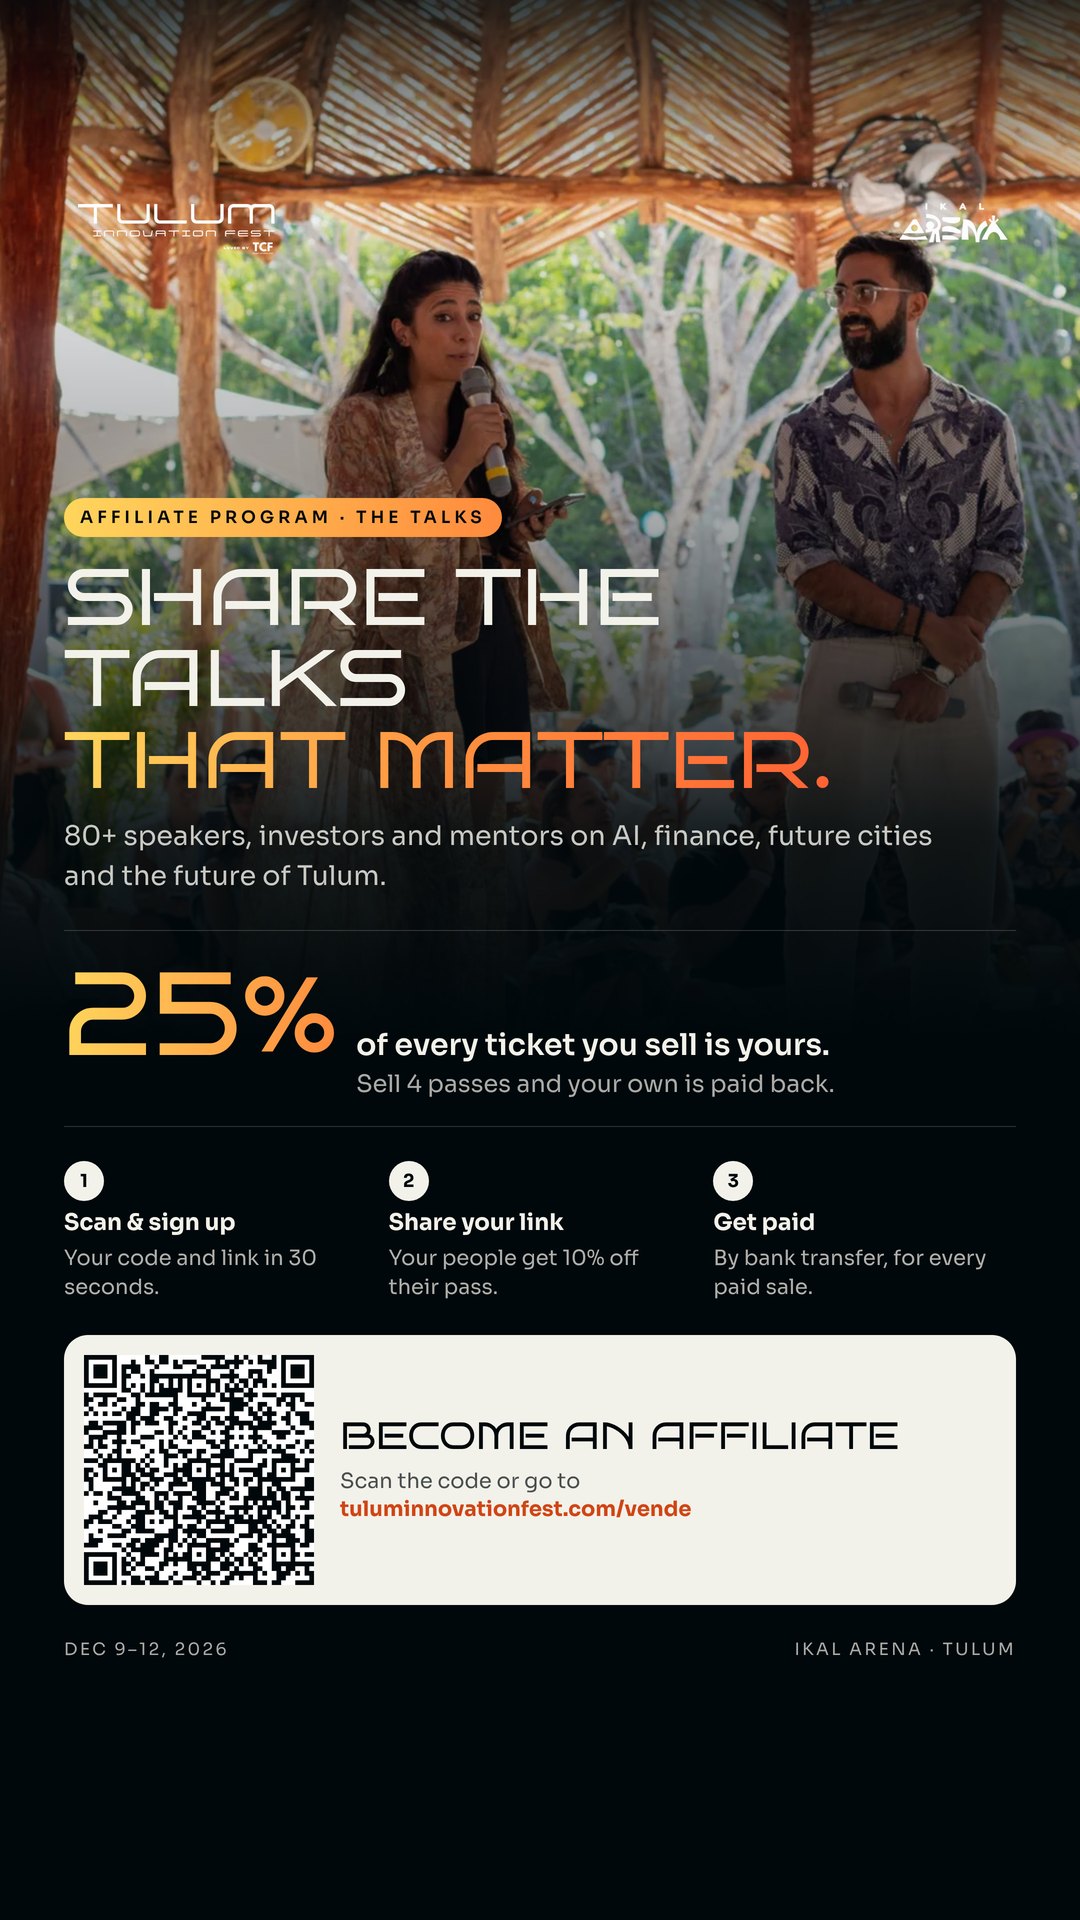 TULUM
INNOVATION FEST
TCF
IKAL
ARENA
AFFILIATE PROGRAM · THE TALKS
SHARE THE
TALKS
THAT MATTER.
80+ speakers, investors and mentors on AI, finance, future cities
and the future of Tulum.
25%
of every ticket you sell is yours.
Sell 4 passes and your own is paid back.
1
Scan & sign up
Your code and link in 30
seconds.
2
Share your link
Your people get 10% off
their pass.
3
Get paid
By bank transfer, for every
paid sale.
BECOME AN AFFILIATE
Scan the code or go to
tuluminnovationfest.com/vende
DEC 9–12, 2026
IKAL ARENA · TULUM